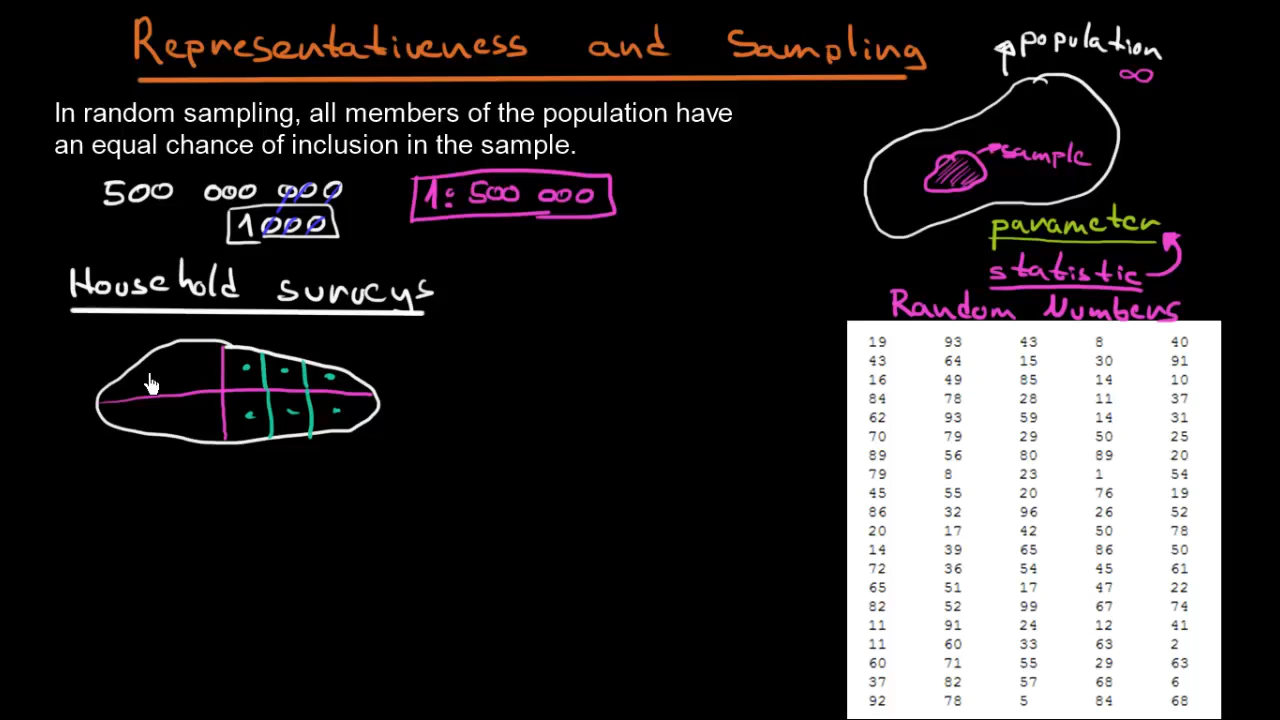 Representativeness and Sampling
population
∞
In random sampling, all members of the population have
an equal chance of inclusion in the sample.
sample
500 000 000
1000
1: 500 000
parameter
statistic
Household surveys
Random Numbers
19 93 43 8 40
43 64 15 30 91
16 49 85 14 10
84 78 28 11 37
62 93 59 14 31
70 79 29 50 25
89 56 80 89 20
79 8 23 1 54
45 55 20 76 19
86 32 96 26 52
20 17 42 50 78
14 39 65 86 50
72 36 54 45 61
65 51 17 47 22
82 52 99 67 74
11 91 24 12 41
11 60 33 63 2
60 71 55 29 63
37 82 57 68 6
92 78 5 84 68